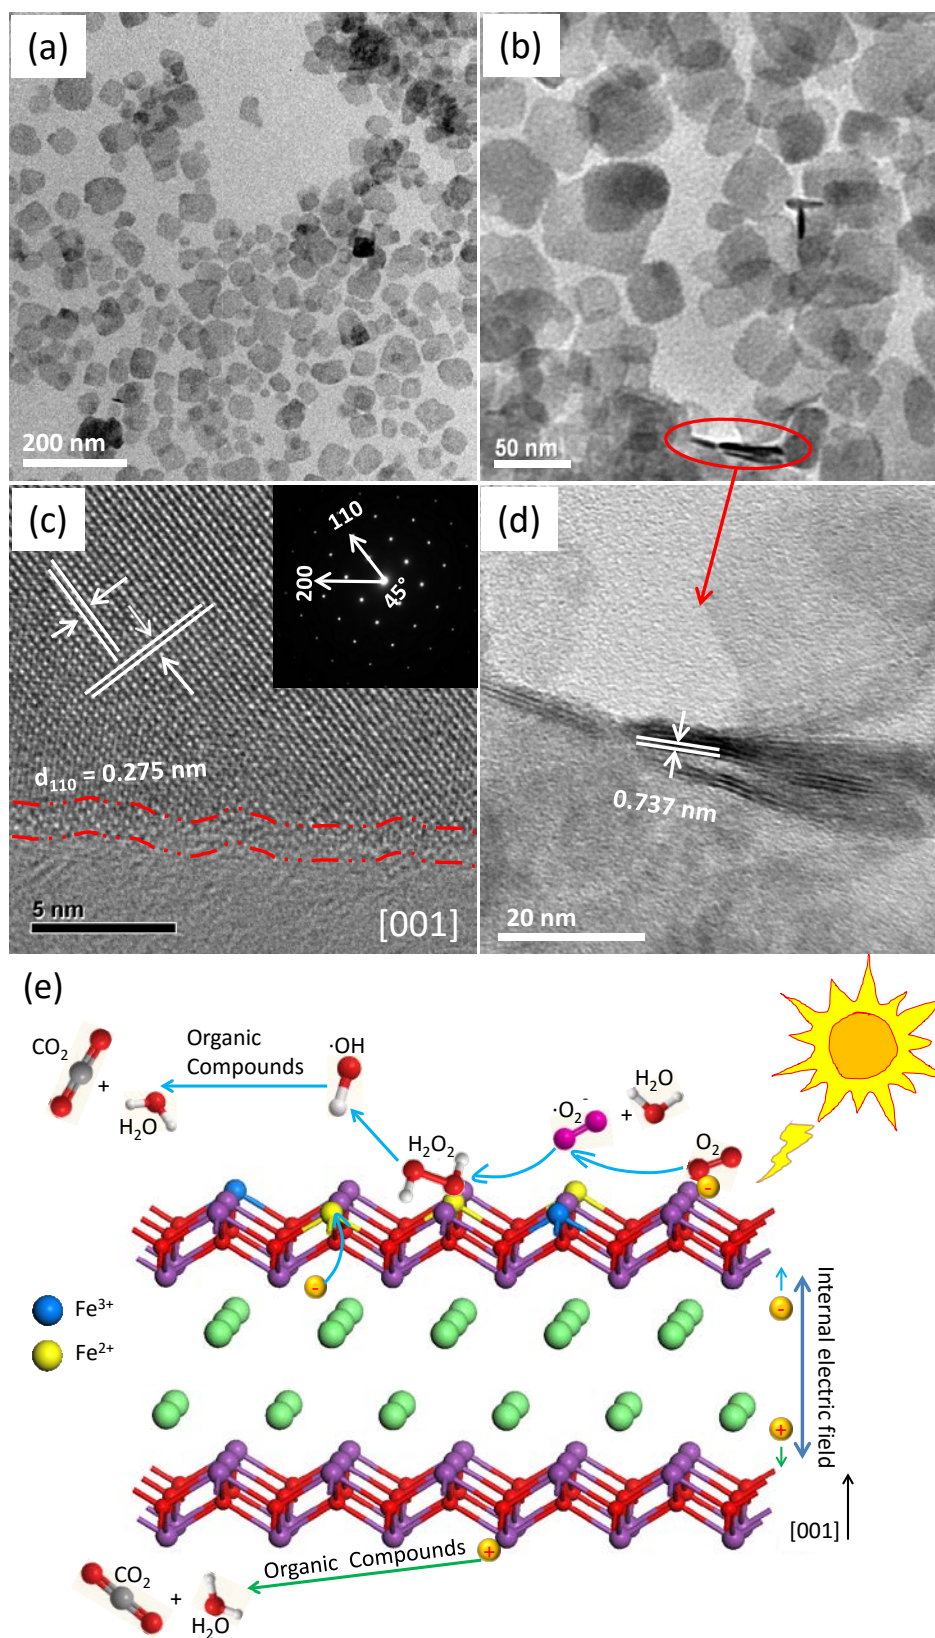 (a)
200 nm
(b)
50 nm
(c)
110
200
45°
d₁₁₀ = 0.275 nm
5 nm
[001]
(d)
0.737 nm
20 nm
(e)
CO₂
+
H₂O
Organic
Compounds
·OH
H₂O₂
·O₂⁻
+
H₂O
O₂
-
-
Fe³⁺
Fe²⁺
-
+
Internal electric field
[001]
+
Organic Compounds
CO₂
+
H₂O